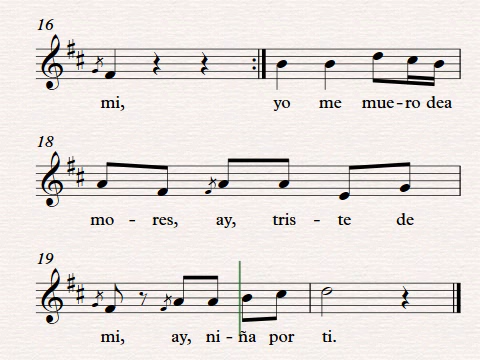 16
mi, yo me mue-ro dea
18
mo - res, ay, tris - te de
19
mi, ay, ni - ña por ti.